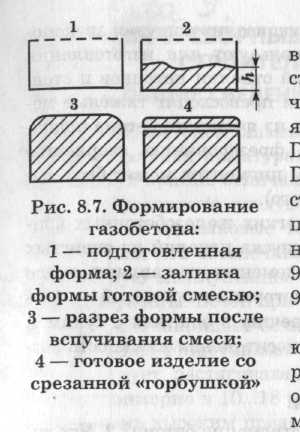 1
2
h
3
4
Рис. 8.7. Формирование
газобетона:
1 — подготовленная
форма; 2 — заливка
формы готовой смесью;
3 — разрез формы после
вспучивания смеси;
4 — готовое изделие со
срезанной «горбушкой»